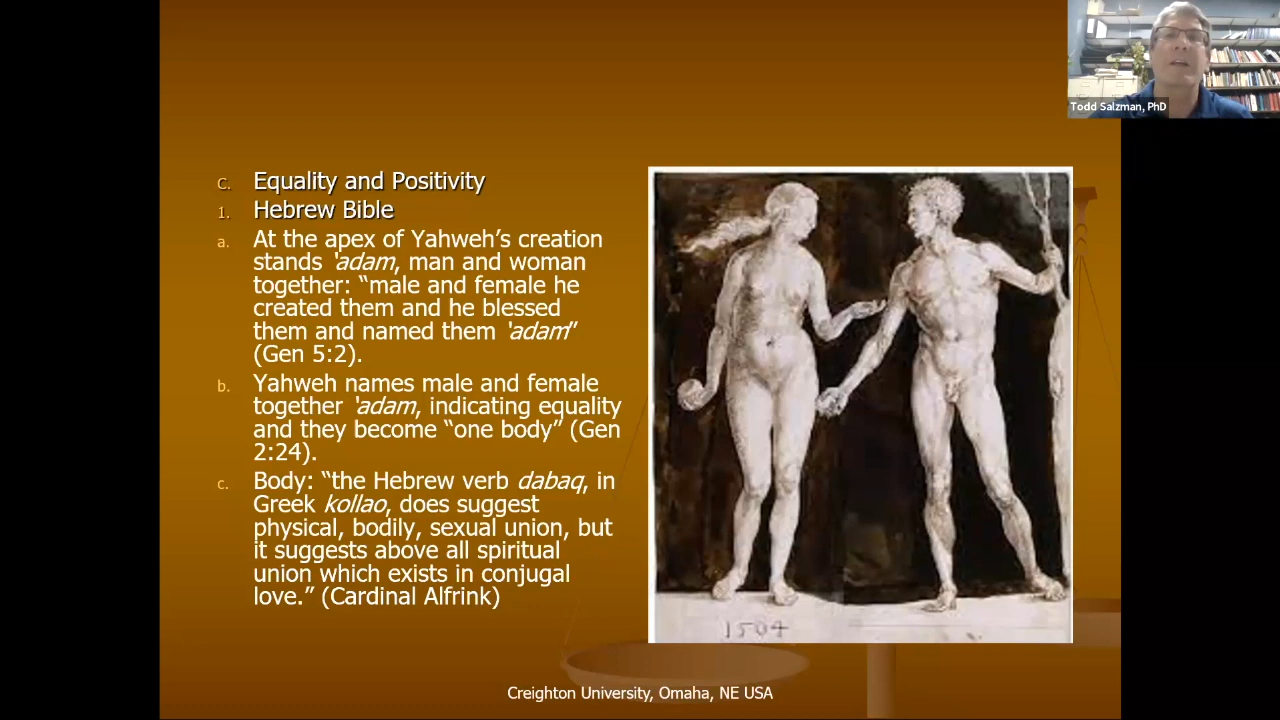 Todd Salzman, PhD
C. Equality and Positivity
1. Hebrew Bible
a. At the apex of Yahweh’s creation
stands ‘adam, man and woman
together: “male and female he
created them and he blessed
them and named them ‘adam”
(Gen 5:2).
b. Yahweh names male and female
together ‘adam, indicating equality
and they become “one body” (Gen
2:24).
c. Body: “the Hebrew verb dabaq, in
Greek kollao, does suggest
physical, bodily, sexual union, but
it suggests above all spiritual
union which exists in conjugal
love.” (Cardinal Alfrink)
1504
Creighton University, Omaha, NE USA